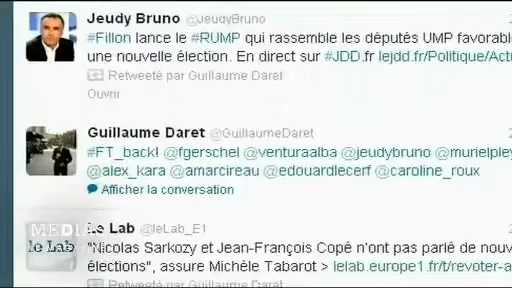 Jeudy Bruno @JeudyBruno
#Fillon lance le #RUMP qui rassemble les députés UMP favorabl
une nouvelle élection. En direct sur #JDD.fr lejdd.fr/Politique/Actu
Retweeté par Guillaume Daret
Ouvrir
Guillaume Daret @GuillaumeDaret
#FT_back! @fgerschel @venturaalba @jeudybruno @murielpley
@alex_kara @amarcireau @edouardlecerf @caroline_roux
Afficher la conversation
Le Lab @leLab_E1
"Nicolas Sarkozy et Jean-François Copé n'ont pas parlé de nouv
élections", assure Michèle Tabarot > lelab.europe1.fr/t/revoter-a
Retweeté par Guillaume Daret
le Lab